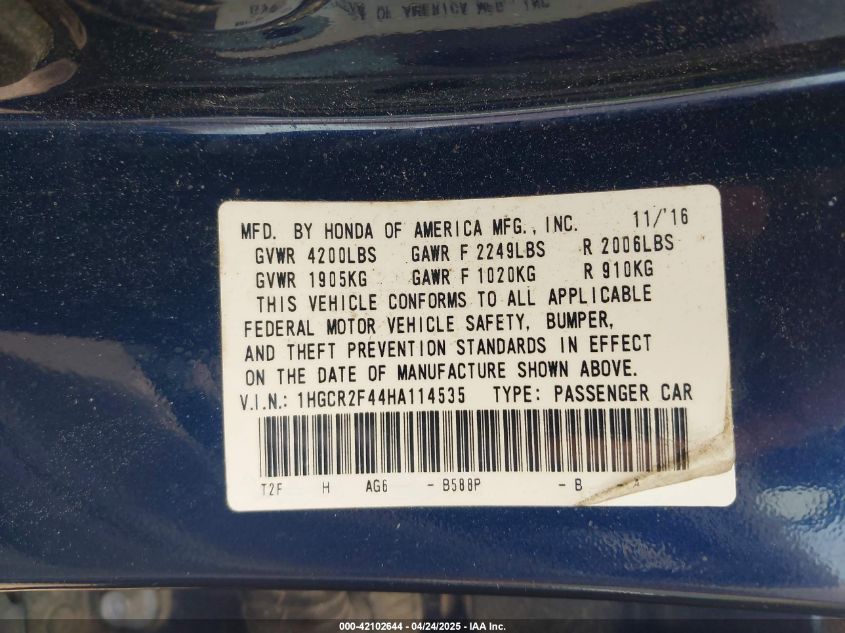 MFD. BY HONDA OF AMERICA MFG., INC. 11/'16
GVWR 4200LBS GAWR F 2249LBS R 2006LBS
GVWR 1905KG GAWR F 1020KG R 910KG
THIS VEHICLE CONFORMS TO ALL APPLICABLE
FEDERAL MOTOR VEHICLE SAFETY, BUMPER,
AND THEFT PREVENTION STANDARDS IN EFFECT
ON THE DATE OF MANUFACTURE SHOWN ABOVE.
V.I.N.: 1HGCR2F44HA114535 TYPE: PASSENGER CAR
T2F H AG6 -B588P -B -A
000-42102644 - 04/24/2025 - IAA Inc.